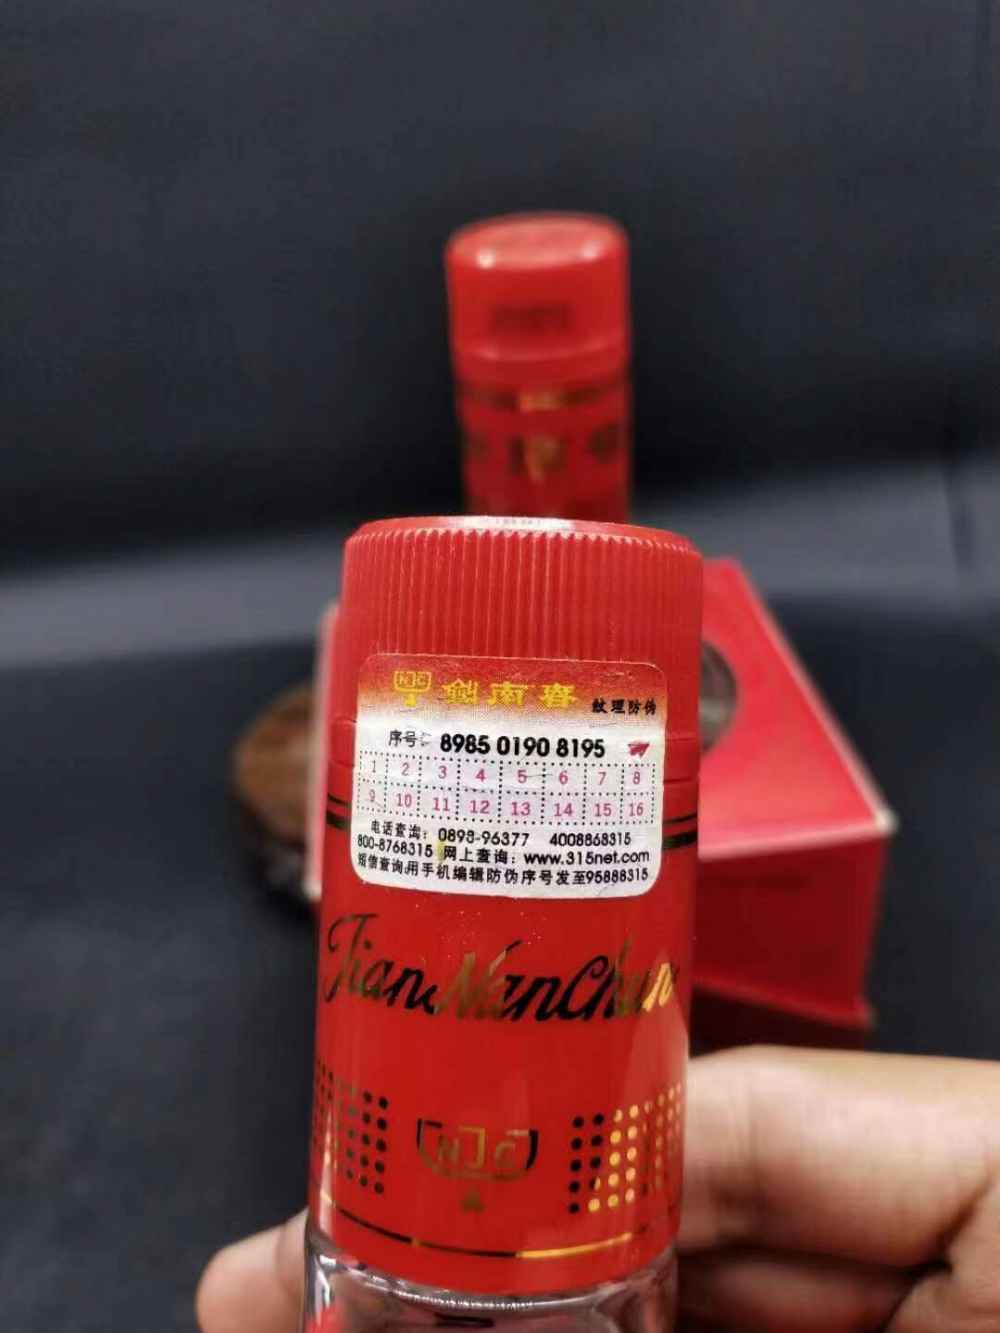 NJC 剑南春 纹理防伪
序号: 8985 0190 8195
1 2 3 4 5 6 7 8
9 10 11 12 13 14 15 16
电话查询: 0898-96377 4008868315
800-8768315 网上查询: www.315net.com
短信查询:用手机编辑防伪序号发至95888315
JianNanChun
NJC